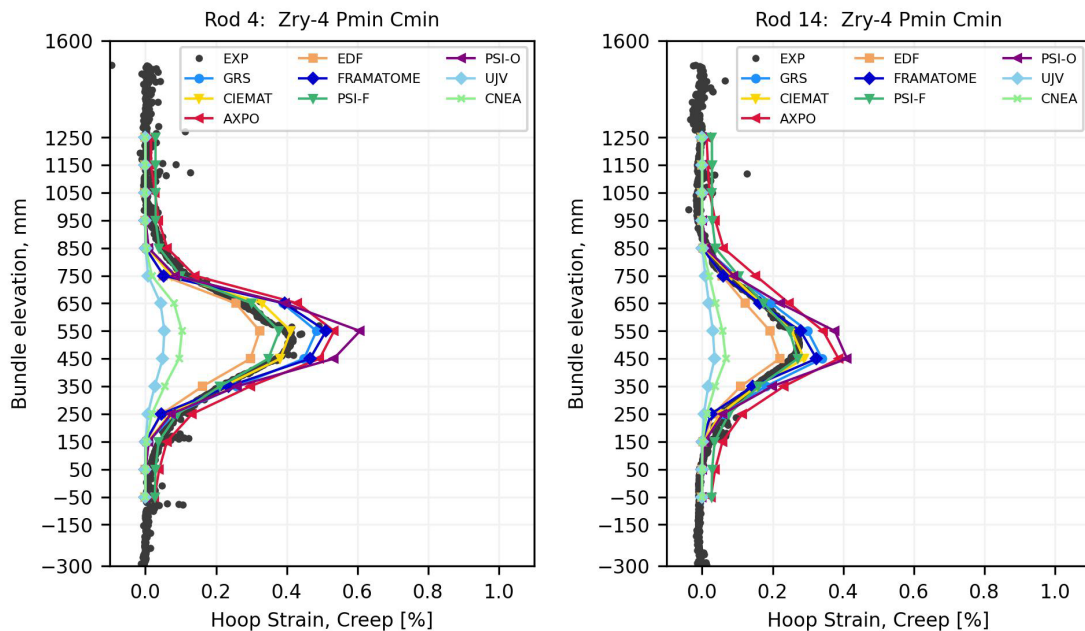 Rod 4:  Zry-4 Pmin Cmin
1600
1250
1150
1050
950
850
750
650
550
450
350
250
150
50
−50
−150
−300
Bundle elevation, mm
EXP
GRS
CIEMAT
AXPO
EDF
FRAMATOME
PSI-F
PSI-O
UJV
CNEA
0.0 0.2 0.4 0.6 0.8 1.0
Hoop Strain, Creep [%]
Rod 14:  Zry-4 Pmin Cmin
1600
1250
1150
1050
950
850
750
650
550
450
350
250
150
50
−50
−150
−300
Bundle elevation, mm
EXP
GRS
CIEMAT
AXPO
EDF
FRAMATOME
PSI-F
PSI-O
UJV
CNEA
0.0 0.2 0.4 0.6 0.8 1.0
Hoop Strain, Creep [%]